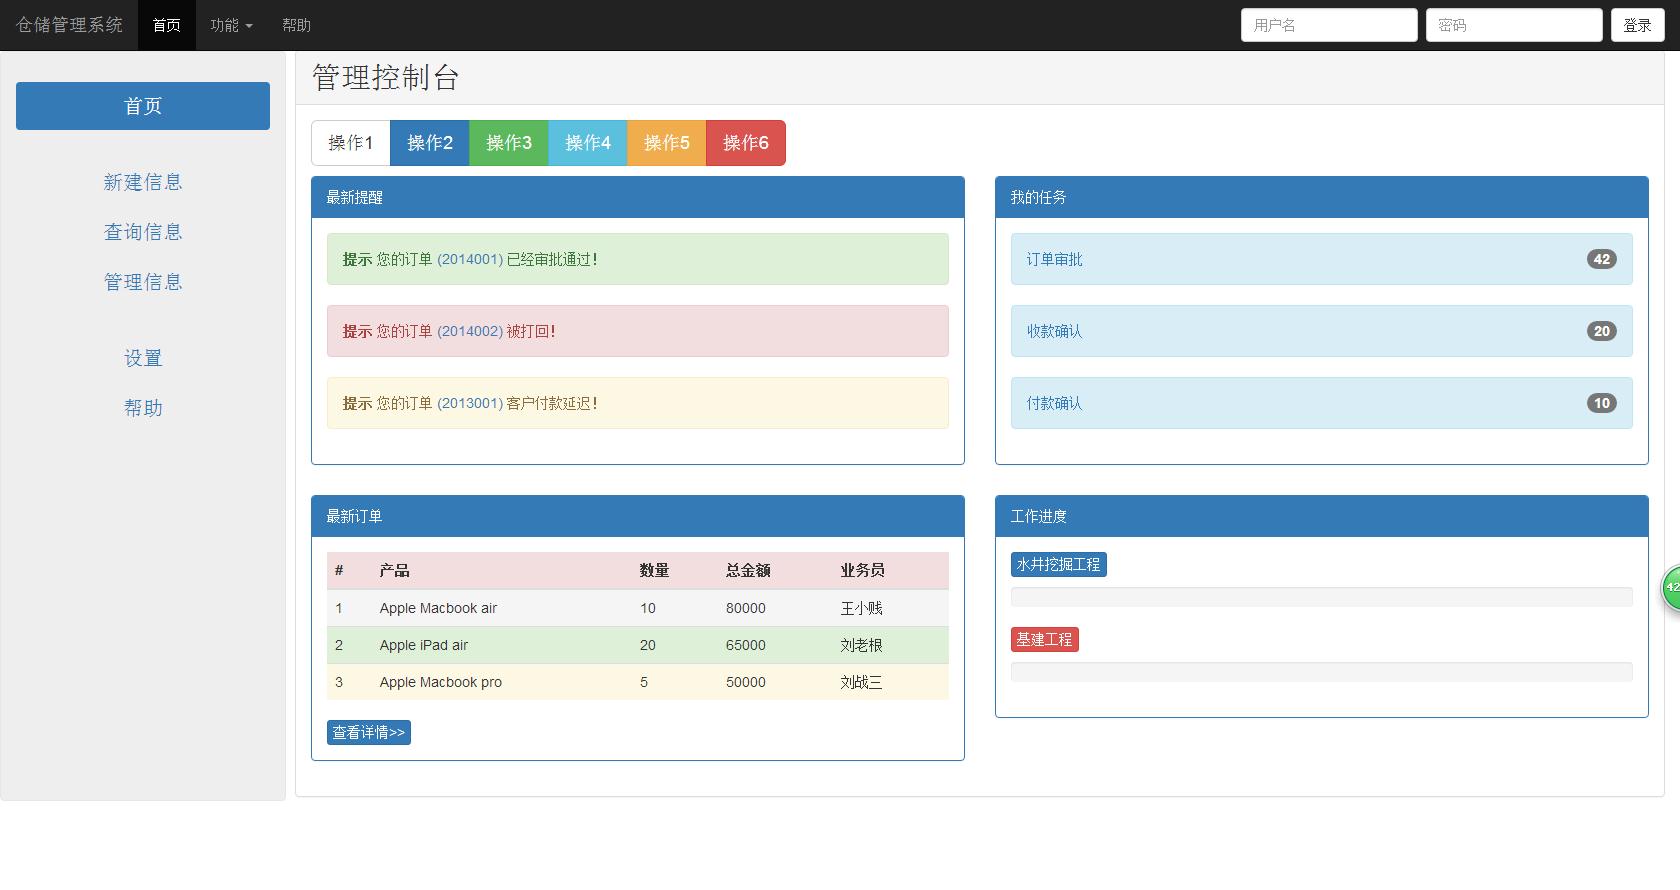 仓储管理系统 首页 功能 帮助 用户名 密码 登录
首页
新建信息
查询信息
管理信息
设置
帮助
管理控制台
操作1 操作2 操作3 操作4 操作5 操作6
最新提醒
提示 您的订单 (2014001) 已经审批通过！
提示 您的订单 (2014002) 被打回！
提示 您的订单 (2013001) 客户付款延迟！
我的任务
订单审批 42
收款确认 20
付款确认 10
最新订单
# 产品 数量 总金额 业务员
1 Apple Macbook air 10 80000 王小贱
2 Apple iPad air 20 65000 刘老根
3 Apple Macbook pro 5 50000 刘战三
查看详情>>
工作进度
水井挖掘工程
基建工程
42